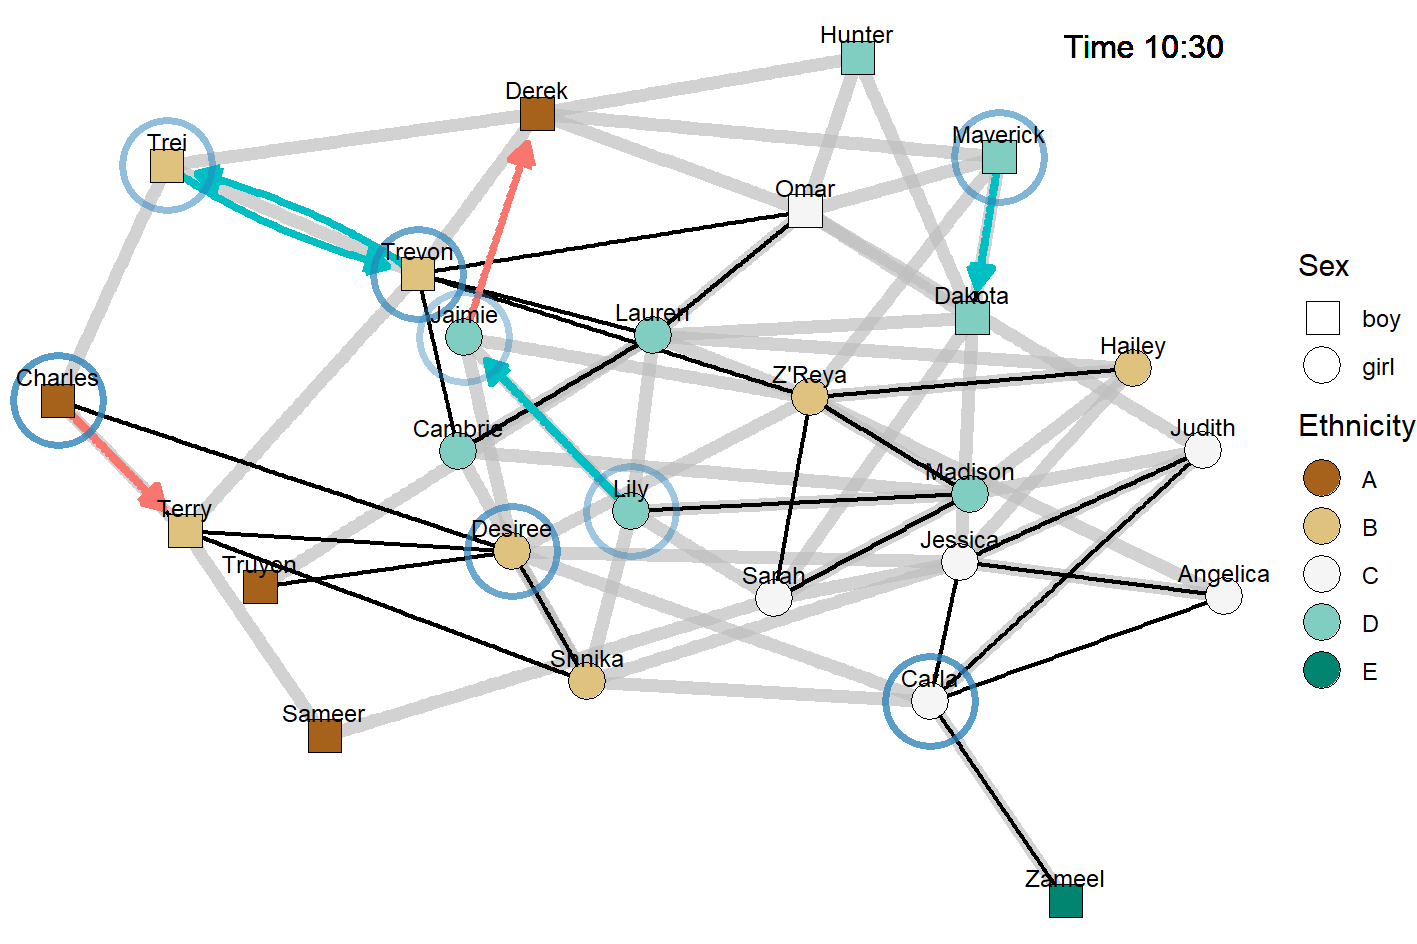 Hunter
Time 10:30
Derek
Trei
Maverick
Omar
Trevon
Dakota
Jaimie
Lauren
Hailey
Z'Reya
Charles
Cambrie
Judith
Madison
Lily
Terry
Desiree
Jessica
Truyon
Sarah
Angelica
Shnika
Carla
Sameer
Zameel
Sex
boy
girl
Ethnicity
A
B
C
D
E